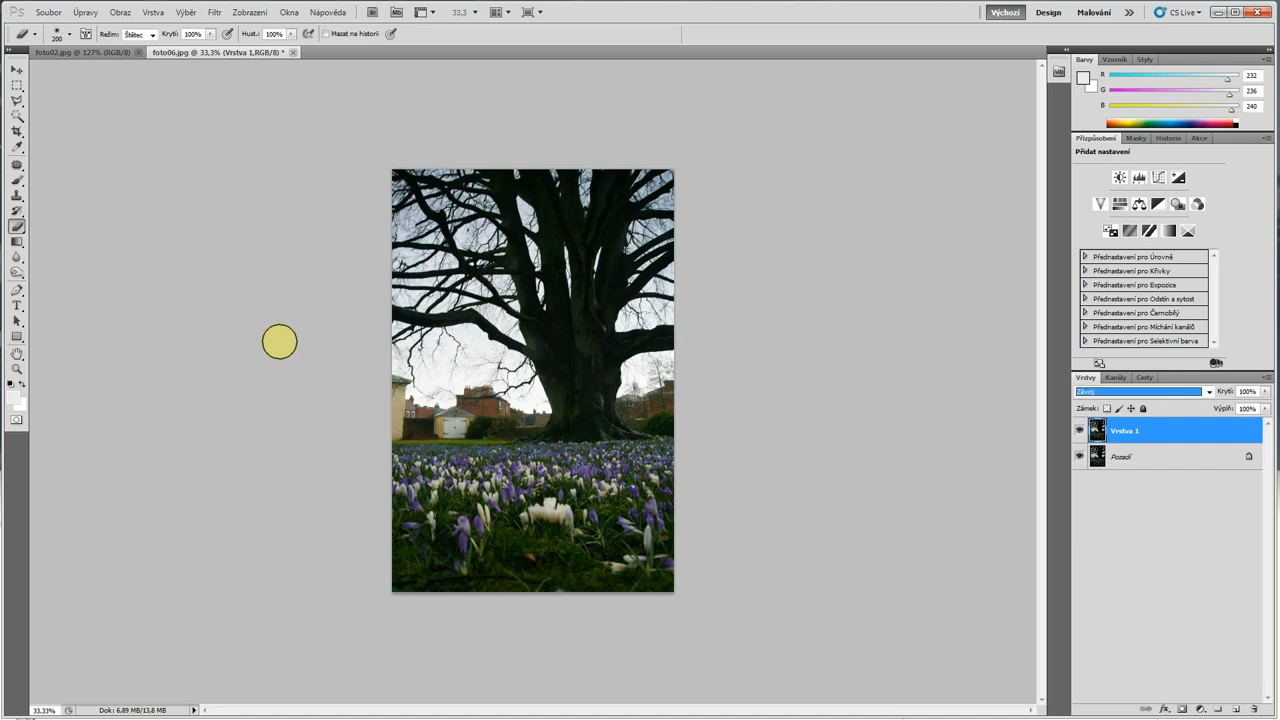 Ps Soubor Úpravy Obraz Vrstva Výběr Filtr Zobrazení Okna Nápověda Mb 33,3 Výchozí Design Malování CS Live
200 Režim: Štětec Krytí: 100% Hust.: 100% Mazat na historii
foto02.jpg @ 127% (RGB/8) foto06.jpg @ 33,3% (Vrstva 1,RGB/8) *
Mb
Barvy Vzorník Styly
R 232
G 236
B 240
Přizpůsobení Masky Historie Akce
Přidat nastavení
Přednastavení pro Úrovně
Přednastavení pro Křivky
Přednastavení pro Expozice
Přednastavení pro Odstín a sytost
Přednastavení pro Černobílý
Přednastavení pro Míchání kanálů
Přednastavení pro Selektivní barva
Vrstvy Kanály Cesty
Závoj Krytí: 100%
Zámek: Výplň: 100%
Vrstva 1
Pozadí
33,33% Dok: 6,89 MB/13,8 MB